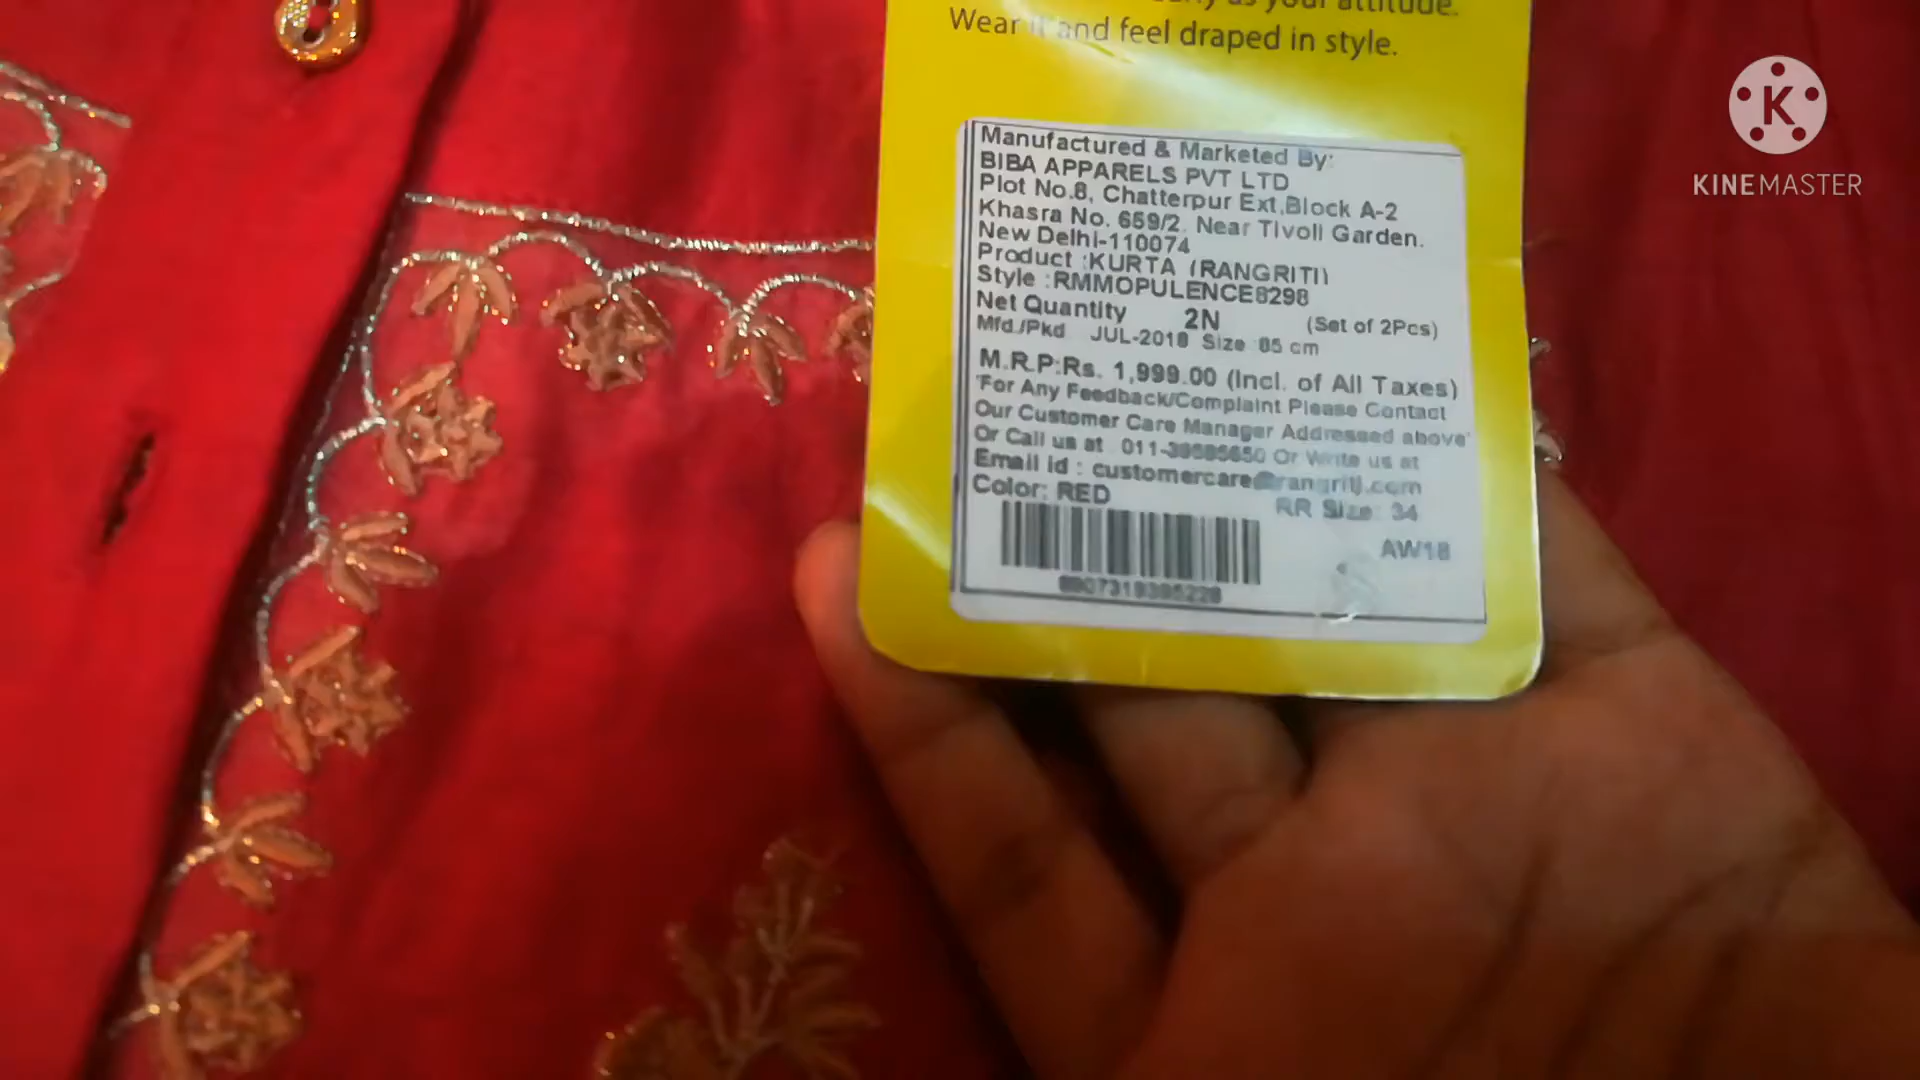 as your attitude.
Wear it and feel draped in style.
K
KINEMASTER
Manufactured & Marketed By:
BIBA APPARELS PVT LTD
Plot No.8, Chatterpur Ext,Block A-2
Khasra No. 659/2, Near Tivoli Garden.
New Delhi-110074
Product :KURTA (RANGRITI)
Style :RMMOPULENCE8298
Net Quantity 2N (Set of 2Pcs)
Mfd./Pkd JUL-2018 Size :85 cm
M.R.P:Rs. 1,999.00 (Incl. of All Taxes)
'For Any Feedback/Complaint Please Contact
Our Customer Care Manager Addressed above'
Or Call us at Or Write us at
Email id : customercare@rangriti.com
Color: RED
RR Size: 34
AW18